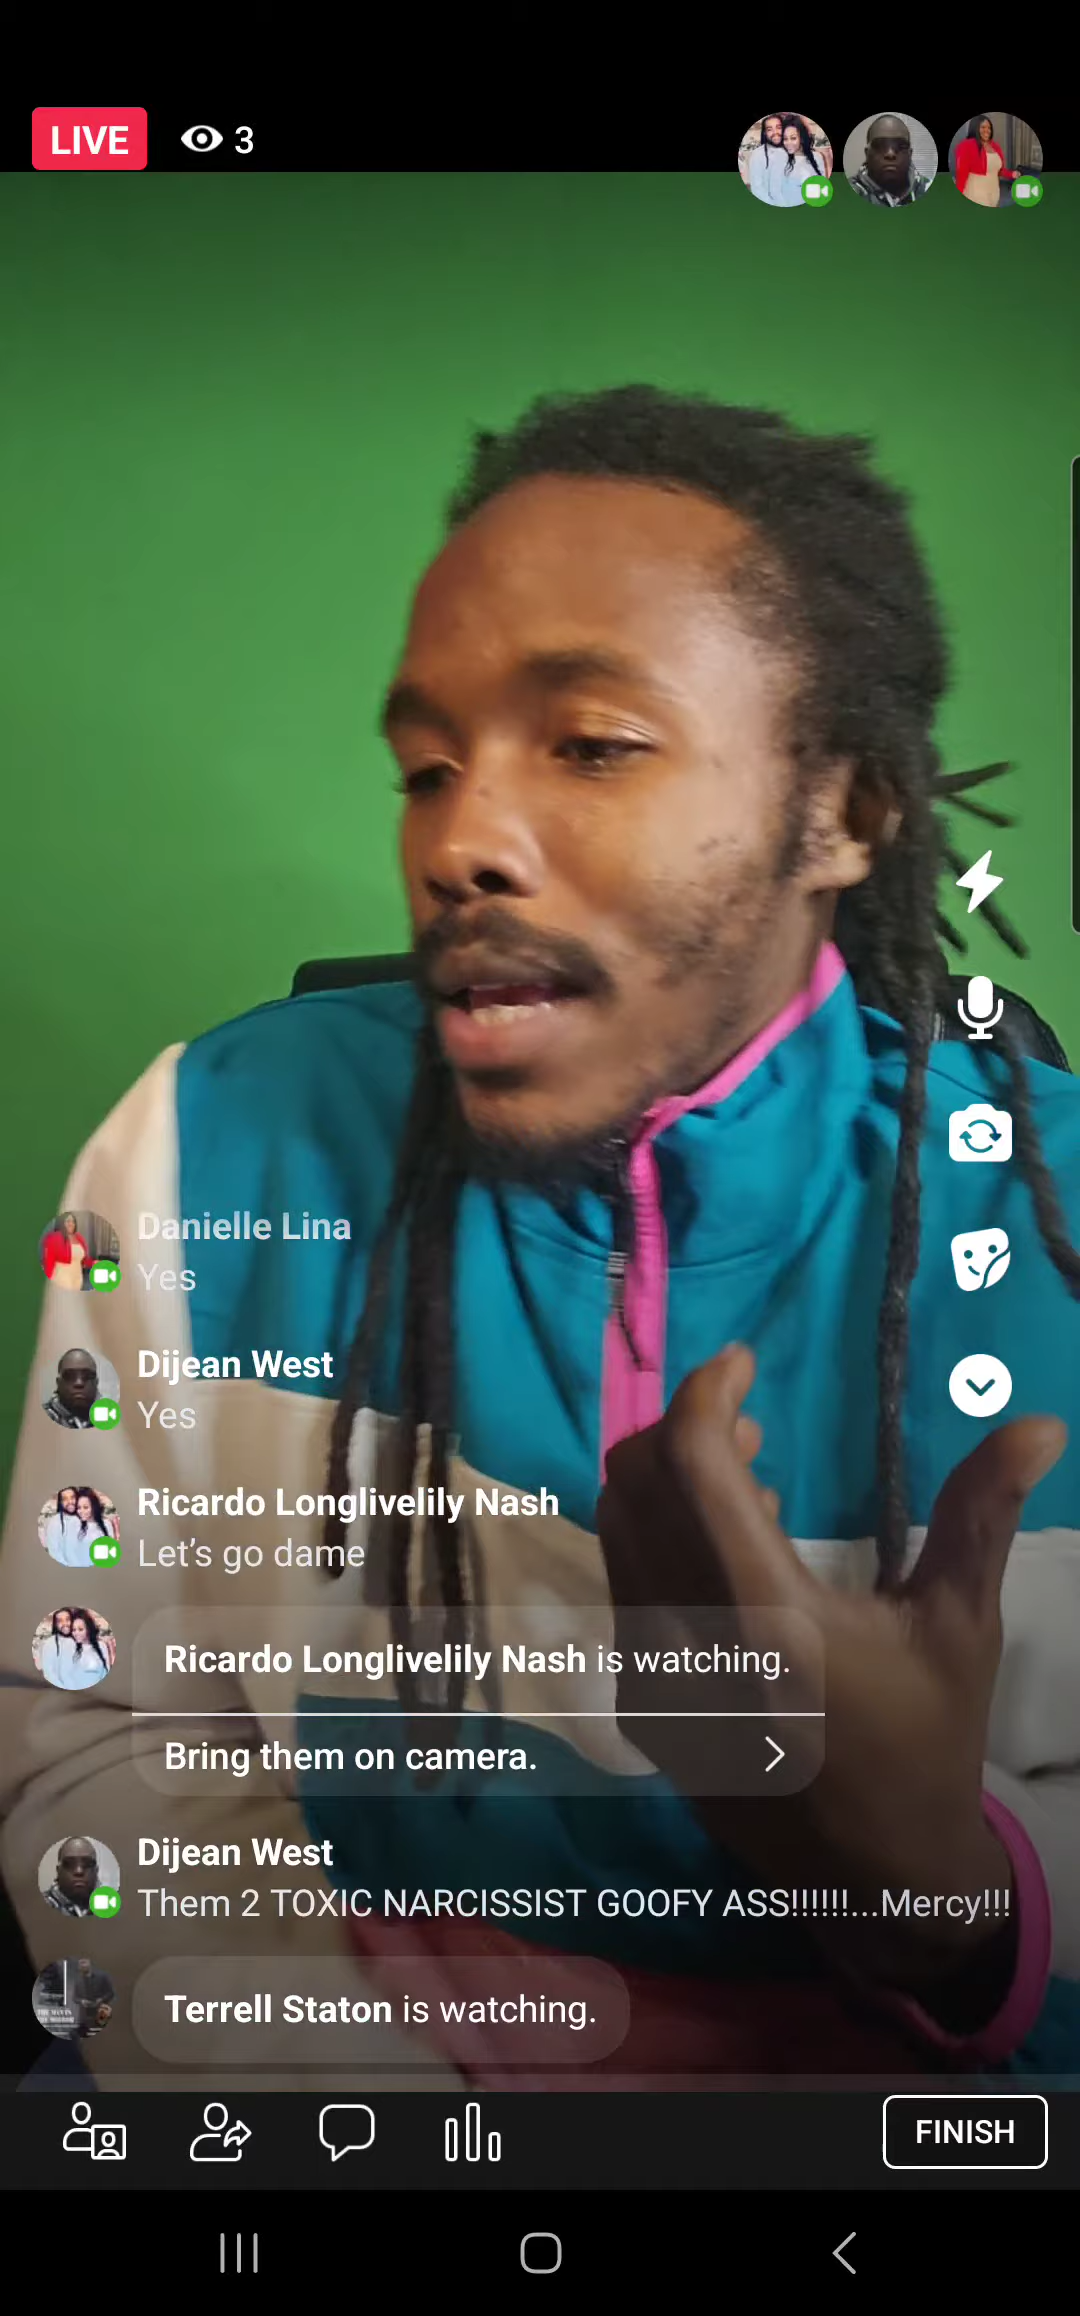 LIVE 3
Danielle Lina
Yes
Dijean West
Yes
Ricardo Longlivelily Nash
Let’s go dame
Ricardo Longlivelily Nash is watching.
Bring them on camera.
Dijean West
Them 2 TOXIC NARCISSIST GOOFY ASS!!!!!!...Mercy!!!
Terrell Staton is watching.
FINISH